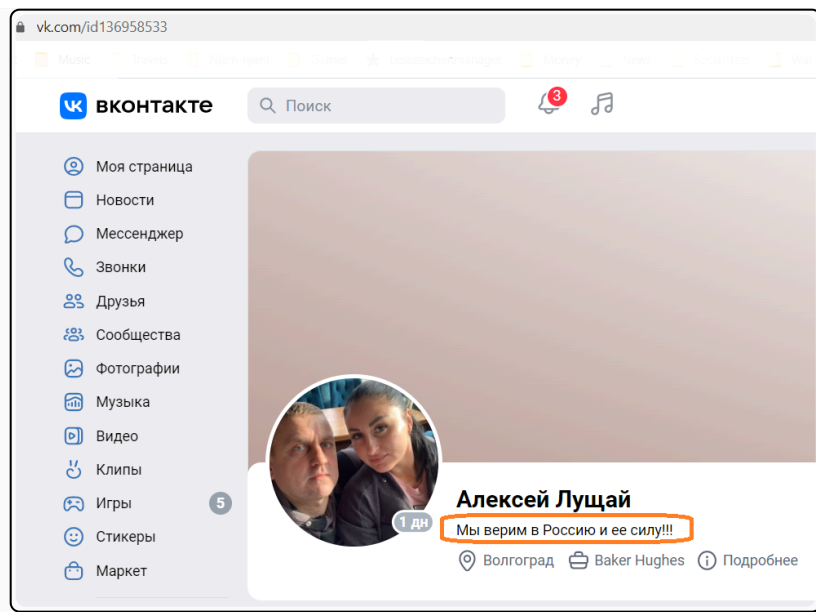 vk.com/id136958533
Music
вконтакте
Поиск
3
Моя страница
Новости
Мессенджер
Звонки
Друзья
Сообщества
Фотографии
Музыка
Видео
Клипы
Игры 5
Стикеры
Маркет
1 дн
Алексей Лущай
Мы верим в Россию и ее силу!!!
Волгоград Baker Hughes Подробнее